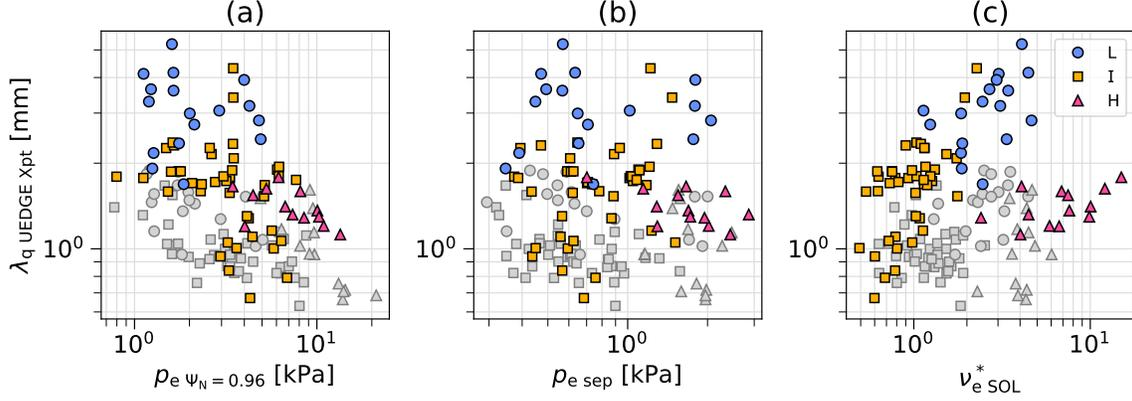 (a) (b) (c)
λq UEDGE Xpt [mm]
L
I
H
10⁰ 10⁰ 10⁰
10⁰ 10¹ 10⁰ 10⁰ 10¹
pe ΨN = 0.96 [kPa] pe sep [kPa] ν*e SOL